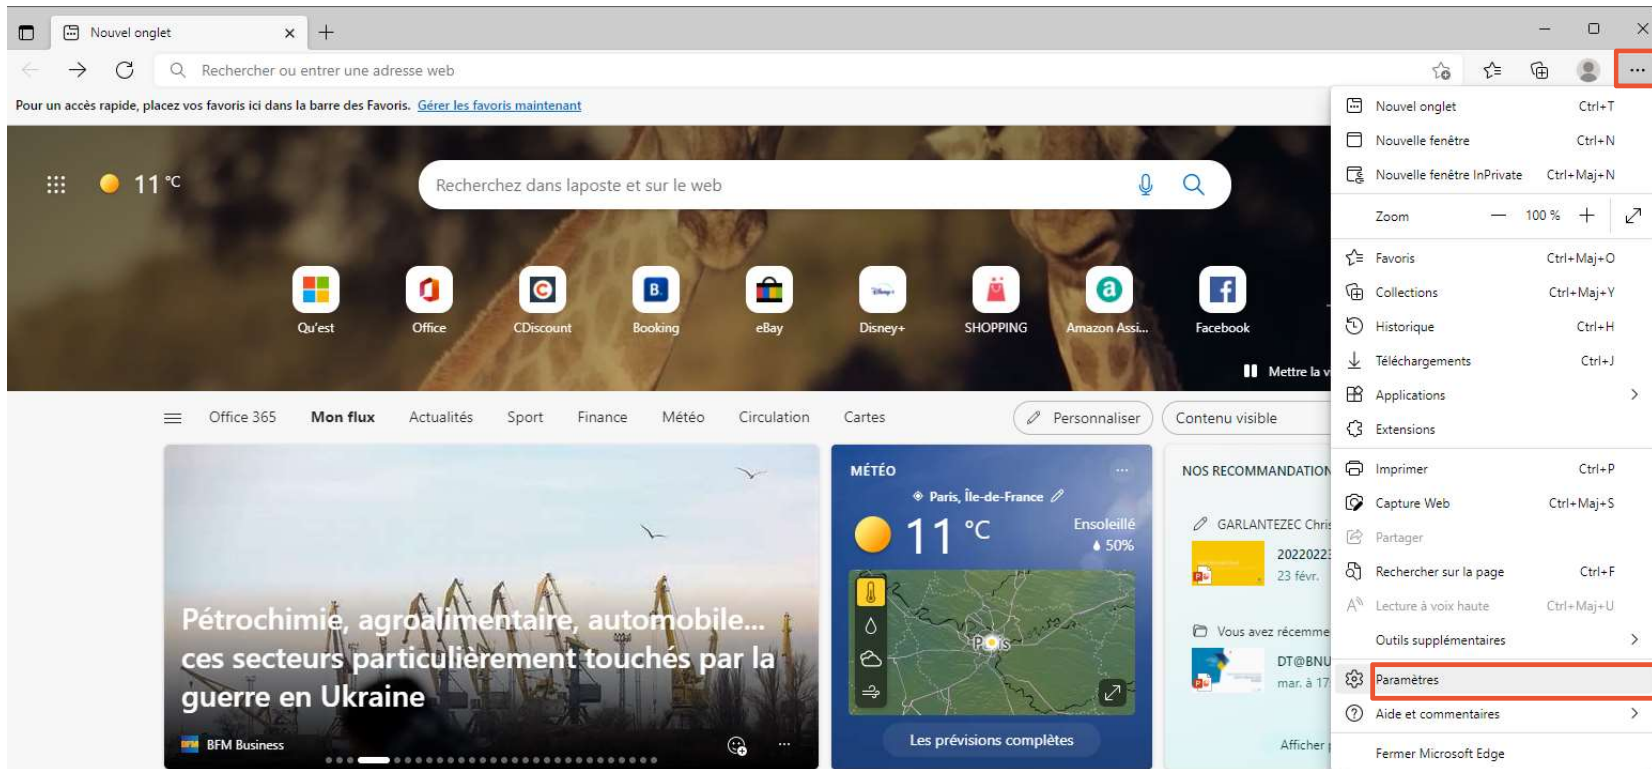 Nouvel onglet
Rechercher ou entrer une adresse web
Pour un accès rapide, placez vos favoris ici dans la barre des Favoris. Gérer les favoris maintenant
11 °C
Recherchez dans laposte et sur le web
Qu'est
Office
CDiscount
Booking
eBay
Disney+
SHOPPING
Amazon Assi...
Facebook
Mettre la v
Office 365 Mon flux Actualités Sport Finance Météo Circulation Cartes
Personnaliser
Contenu visible
Pétrochimie, agroalimentaire, automobile...
ces secteurs particulièrement touchés par la
guerre en Ukraine
BFM Business
MÉTÉO
Paris, Île-de-France
11 °C
Ensoleillé
50%
Paris
Les prévisions complètes
NOS RECOMMANDATION
GARLANTEZEC Chris
2022022
23 févr.
Vous avez récemme
DT@BNU
mar. à 17
Afficher
Nouvel onglet Ctrl+T
Nouvelle fenêtre Ctrl+N
Nouvelle fenêtre InPrivate Ctrl+Maj+N
Zoom — 100 % +
Favoris Ctrl+Maj+O
Collections Ctrl+Maj+Y
Historique Ctrl+H
Téléchargements Ctrl+J
Applications
Extensions
Imprimer Ctrl+P
Capture Web Ctrl+Maj+S
Partager
Rechercher sur la page Ctrl+F
Lecture à voix haute Ctrl+Maj+U
Outils supplémentaires
Paramètres
Aide et commentaires
Fermer Microsoft Edge